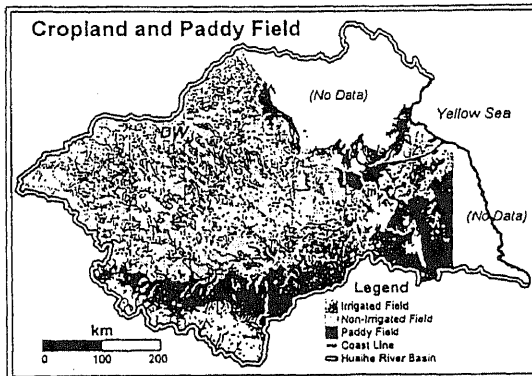 Cropland and Paddy Field
(No Data)
Yellow Sea
(No Data)
Legend
Irrigated Field
Non-Irrigated Field
Paddy Field
Coast Line
Huaihe River Basin
km
0 100 200